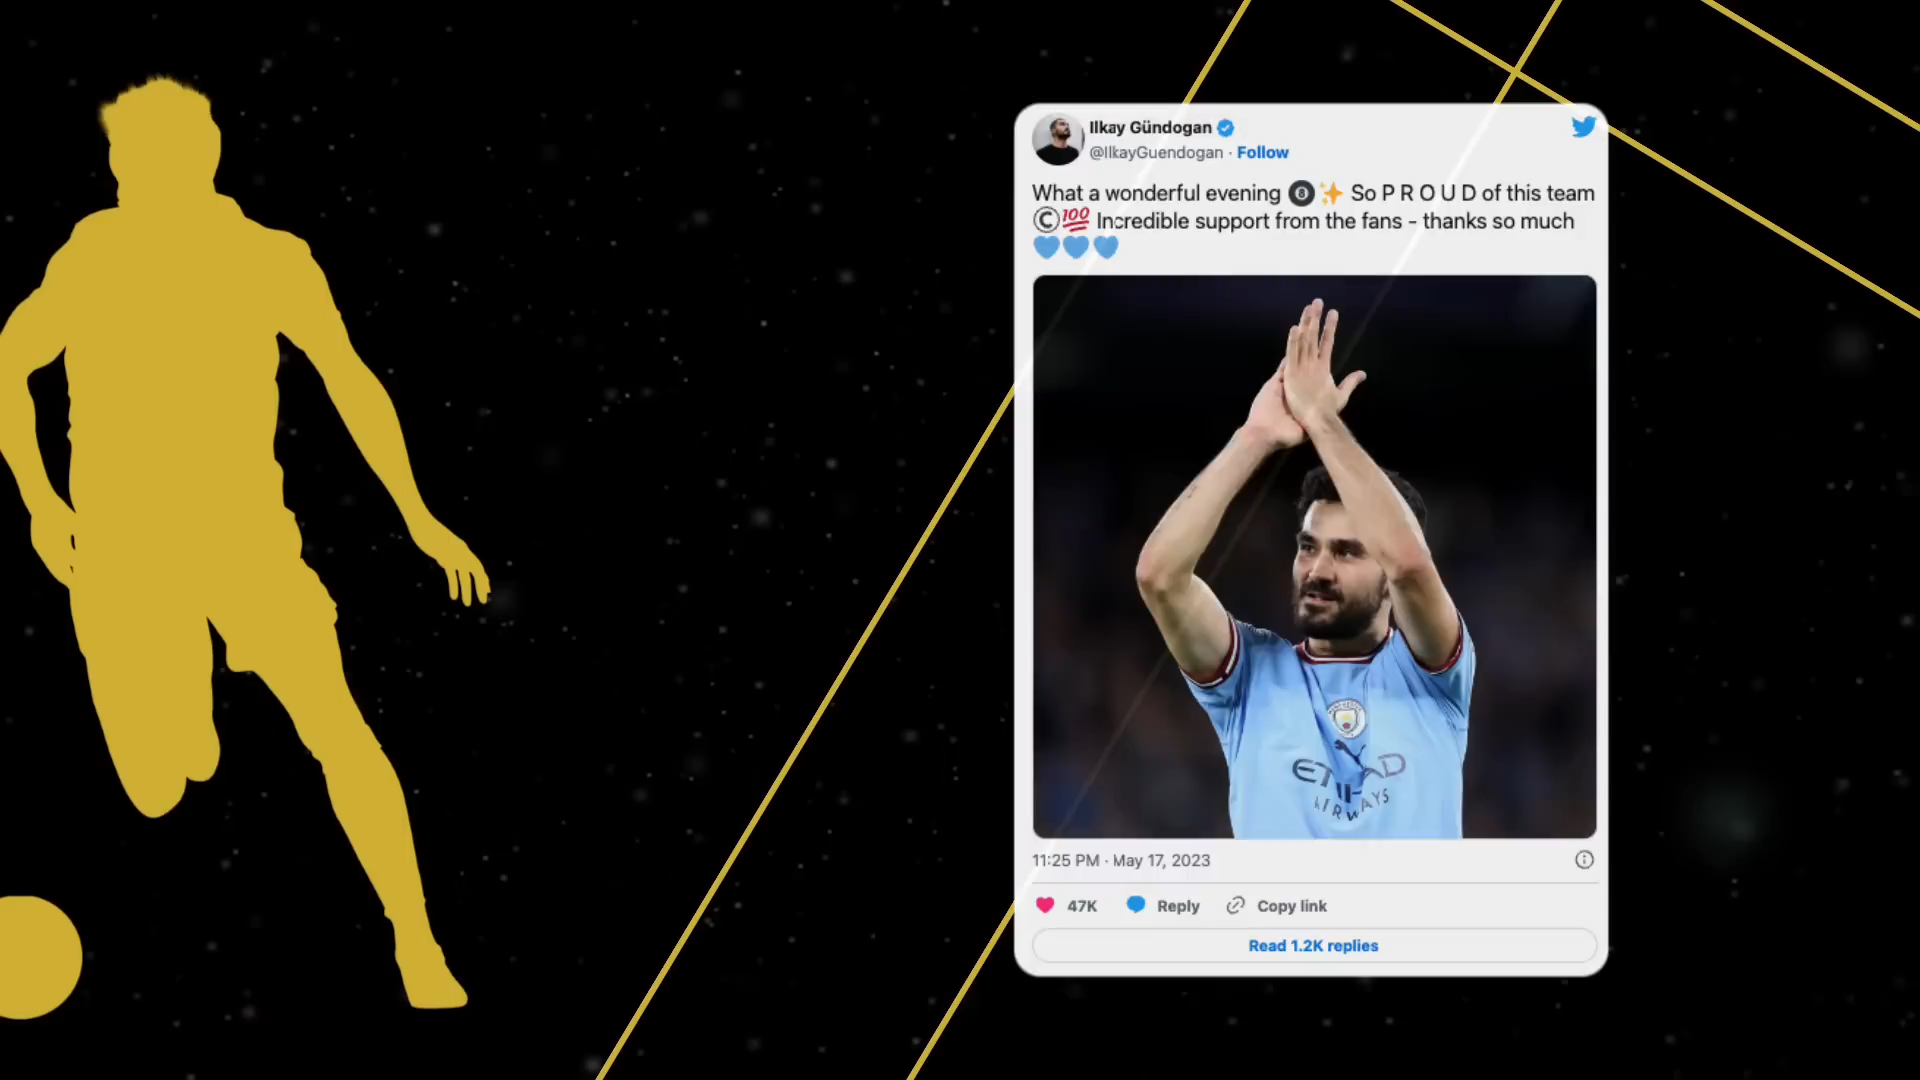 Ilkay Gündogan
@IlkayGuendogan · Follow
What a wonderful evening 🎱✨ So P R O U D of this team
©️💯 Incredible support from the fans - thanks so much
💙💙💙
ETIHAD
AIRWAYS
11:25 PM · May 17, 2023
47K Reply Copy link
Read 1.2K replies